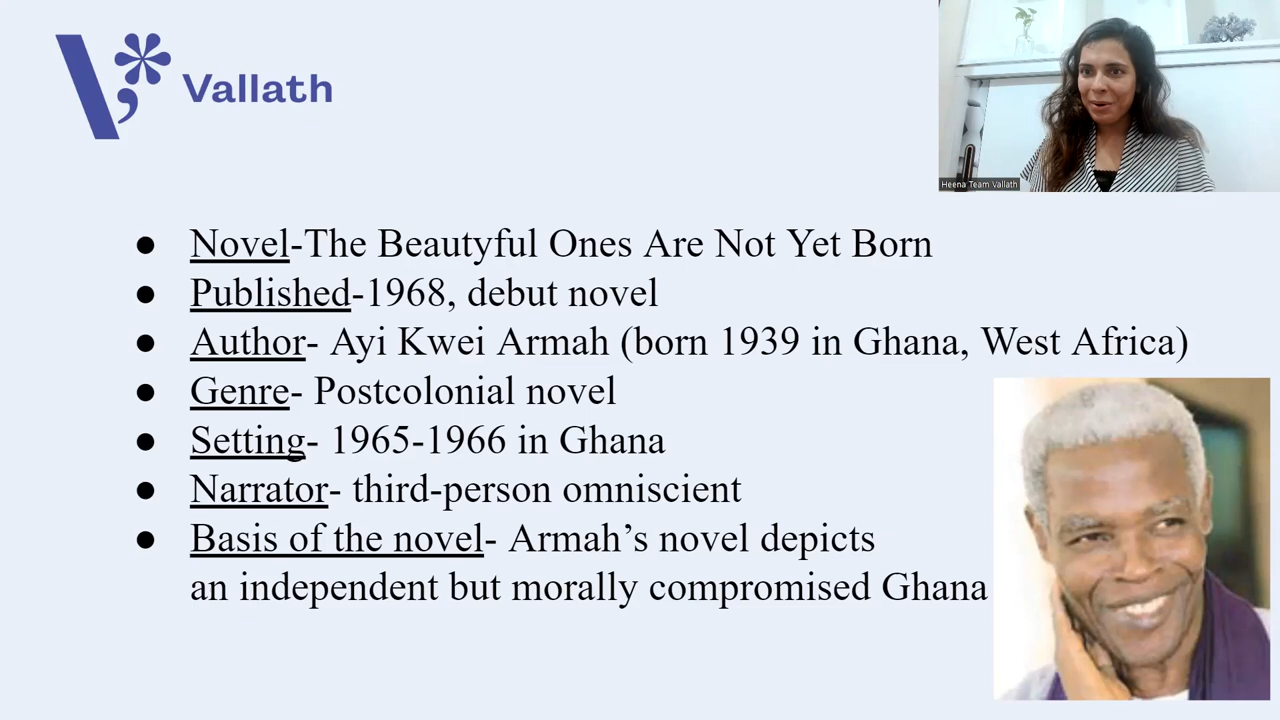 Vallath
Heena Team Vallath
● Novel-The Beautyful Ones Are Not Yet Born
● Published-1968, debut novel
● Author- Ayi Kwei Armah (born 1939 in Ghana, West Africa)
● Genre- Postcolonial novel
● Setting- 1965-1966 in Ghana
● Narrator- third-person omniscient
● Basis of the novel- Armah’s novel depicts
an independent but morally compromised Ghana